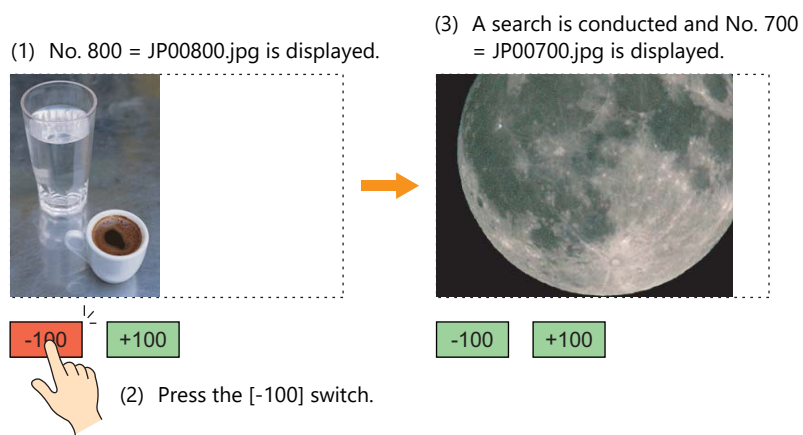 (1) No. 800 = JP00800.jpg is displayed.
-100
+100
(2) Press the [-100] switch.
(3) A search is conducted and No. 700
= JP00700.jpg is displayed.
-100
+100